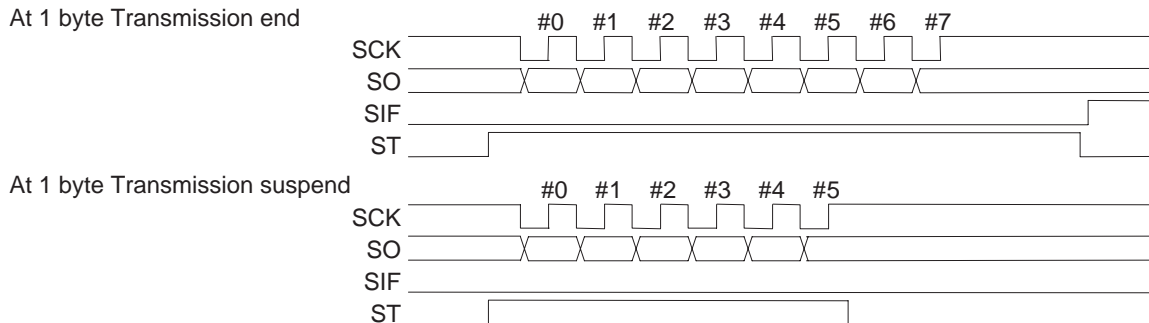 At 1 byte Transmission end
#0 #1 #2 #3 #4 #5 #6 #7
SCK
SO
SIF
ST
At 1 byte Transmission suspend
#0 #1 #2 #3 #4 #5
SCK
SO
SIF
ST